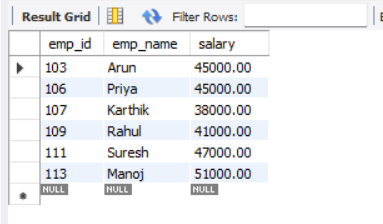 Result Grid Filter Rows:
emp_id emp_name salary
103 Arun 45000.00
106 Priya 45000.00
107 Karthik 38000.00
109 Rahul 41000.00
111 Suresh 47000.00
113 Manoj 51000.00
NULL NULL NULL